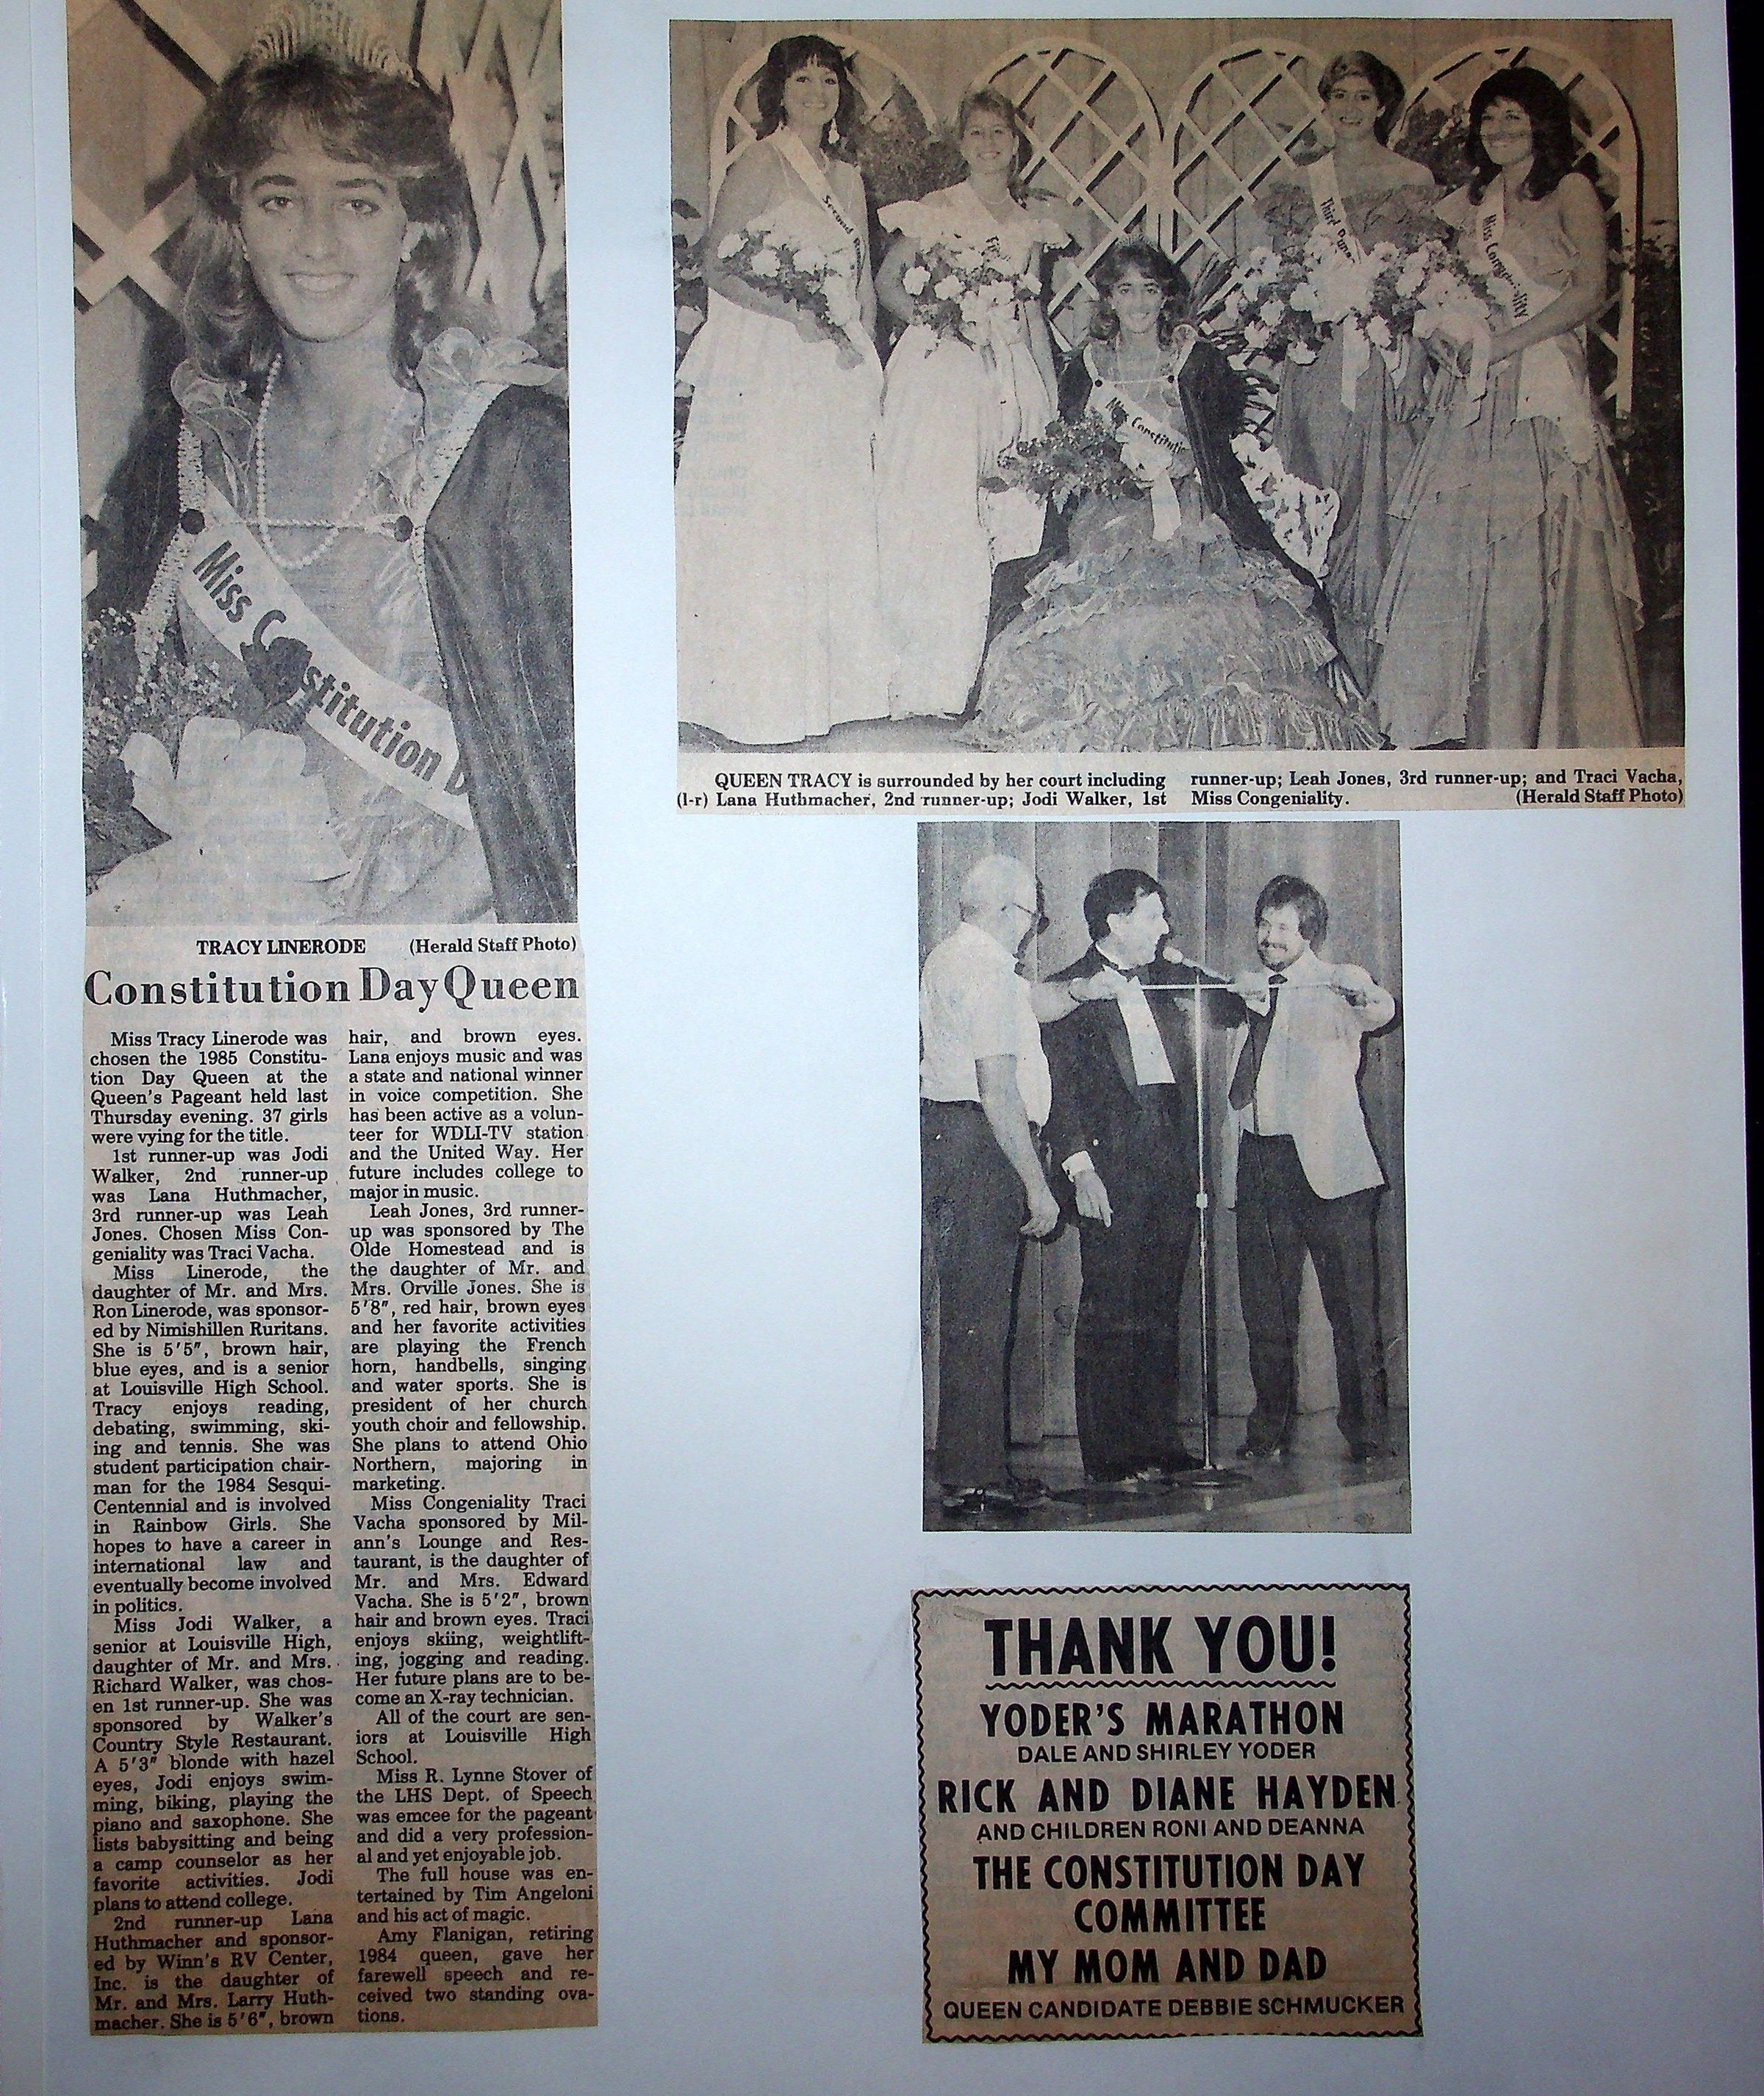 Miss Constitution D
TRACY LINERODE (Herald Staff Photo)
Constitution Day Queen
Miss Tracy Linerode was
chosen the 1985 Constitu-
tion Day Queen at the
Queen's Pageant held last
Thursday evening. 37 girls
were vying for the title.
1st runner-up was Jodi
Walker, 2nd runner-up
was Lana Huthmacher,
3rd runner-up was Leah
Jones. Chosen Miss Con-
geniality was Traci Vacha.
Miss Linerode, the
daughter of Mr. and Mrs.
Ron Linerode, was sponsor-
ed by Nimishillen Ruritans.
She is 5'5", brown hair,
blue eyes, and is a senior
at Louisville High School.
Tracy enjoys reading,
debating, swimming, ski-
ing and tennis. She was
student participation chair-
man for the 1984 Sesqui-
Centennial and is involved
in Rainbow Girls. She
hopes to have a career in
international law and
eventually become involved
in politics.
Miss Jodi Walker, a
senior at Louisville High,
daughter of Mr. and Mrs.
Richard Walker, was chos-
en 1st runner-up. She was
sponsored by Walker's
Country Style Restaurant.
A 5'3" blonde with hazel
eyes, Jodi enjoys swim-
ming, biking, playing the
piano and saxophone. She
lists babysitting and being
a camp counselor as her
favorite activities. Jodi
plans to attend college.
2nd runner-up Lana
Huthmacher and sponsor-
ed by Winn's RV Center,
Inc. is the daughter of
Mr. and Mrs. Larry Huth-
macher. She is 5'6", brown
hair, and brown eyes.
Lana enjoys music and was
a state and national winner
in voice competition. She
has been active as a volun-
teer for WDLI-TV station
and the United Way. Her
future includes college to
major in music.
Leah Jones, 3rd runner-
up was sponsored by The
Olde Homestead and is
the daughter of Mr. and
Mrs. Orville Jones. She is
5'8", red hair, brown eyes
and her favorite activities
are playing the French
horn, handbells, singing
and water sports. She is
president of her church
youth choir and fellowship.
She plans to attend Ohio
Northern, majoring in
marketing.
Miss Congeniality Traci
Vacha sponsored by Mil-
ann's Lounge and Res-
taurant, is the daughter of
Mr. and Mrs. Edward
Vacha. She is 5'2", brown
hair and brown eyes. Traci
enjoys skiing, weightlift-
ing, jogging and reading.
Her future plans are to be-
come an X-ray technician.
All of the court are sen-
iors at Louisville High
School.
Miss R. Lynne Stover of
the LHS Dept. of Speech
was emcee for the pageant
and did a very profession-
al and yet enjoyable job.
The full house was en-
tertained by Tim Angeloni
and his act of magic.
Amy Flanigan, retiring
1984 queen, gave her
farewell speech and re-
ceived two standing ova-
tions.
Second
Third
Miss Congeniality
Miss Constituti
QUEEN TRACY is surrounded by her court including
(l-r) Lana Huthmacher, 2nd runner-up; Jodi Walker, 1st
runner-up; Leah Jones, 3rd runner-up; and Traci Vacha,
Miss Congeniality. (Herald Staff Photo)
THANK YOU!
YODER'S MARATHON
DALE AND SHIRLEY YODER
RICK AND DIANE HAYDEN
AND CHILDREN RONI AND DEANNA
THE CONSTITUTION DAY
COMMITTEE
MY MOM AND DAD
QUEEN CANDIDATE DEBBIE SCHMUCKER